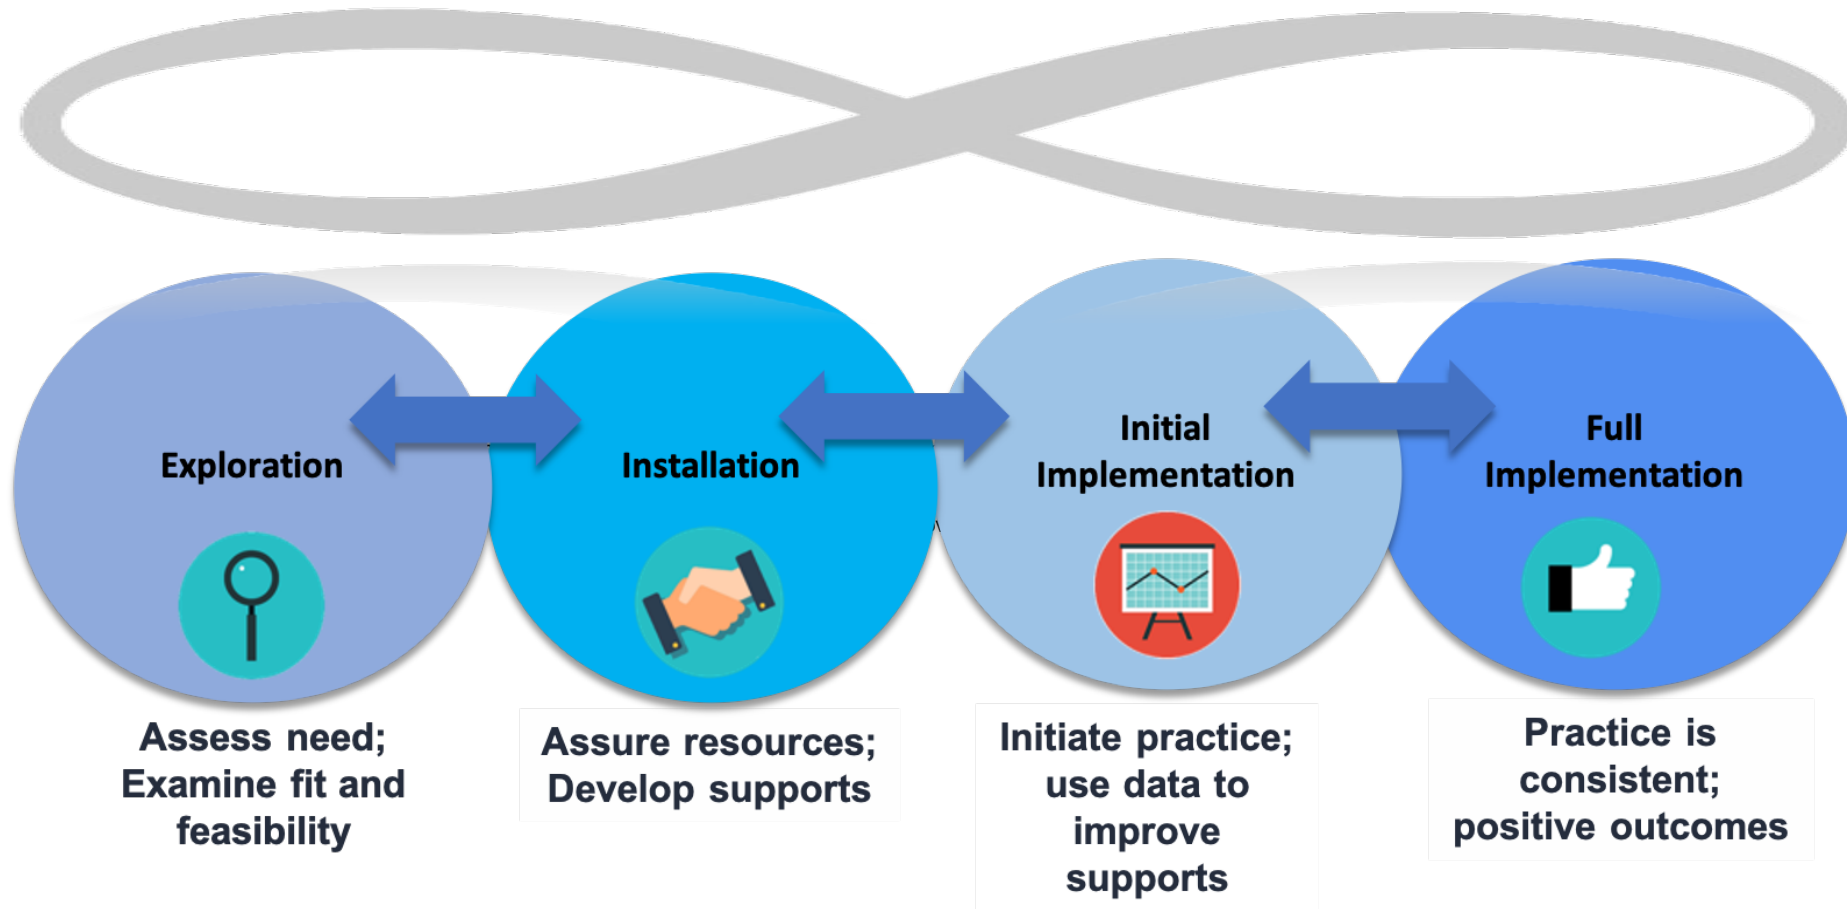 Exploration
Installation
Initial
Implementation
Full
Implementation
Assess need;
Examine fit and
feasibility
Assure resources;
Develop supports
Initiate practice;
use data to
improve
supports
Practice is
consistent;
positive outcomes